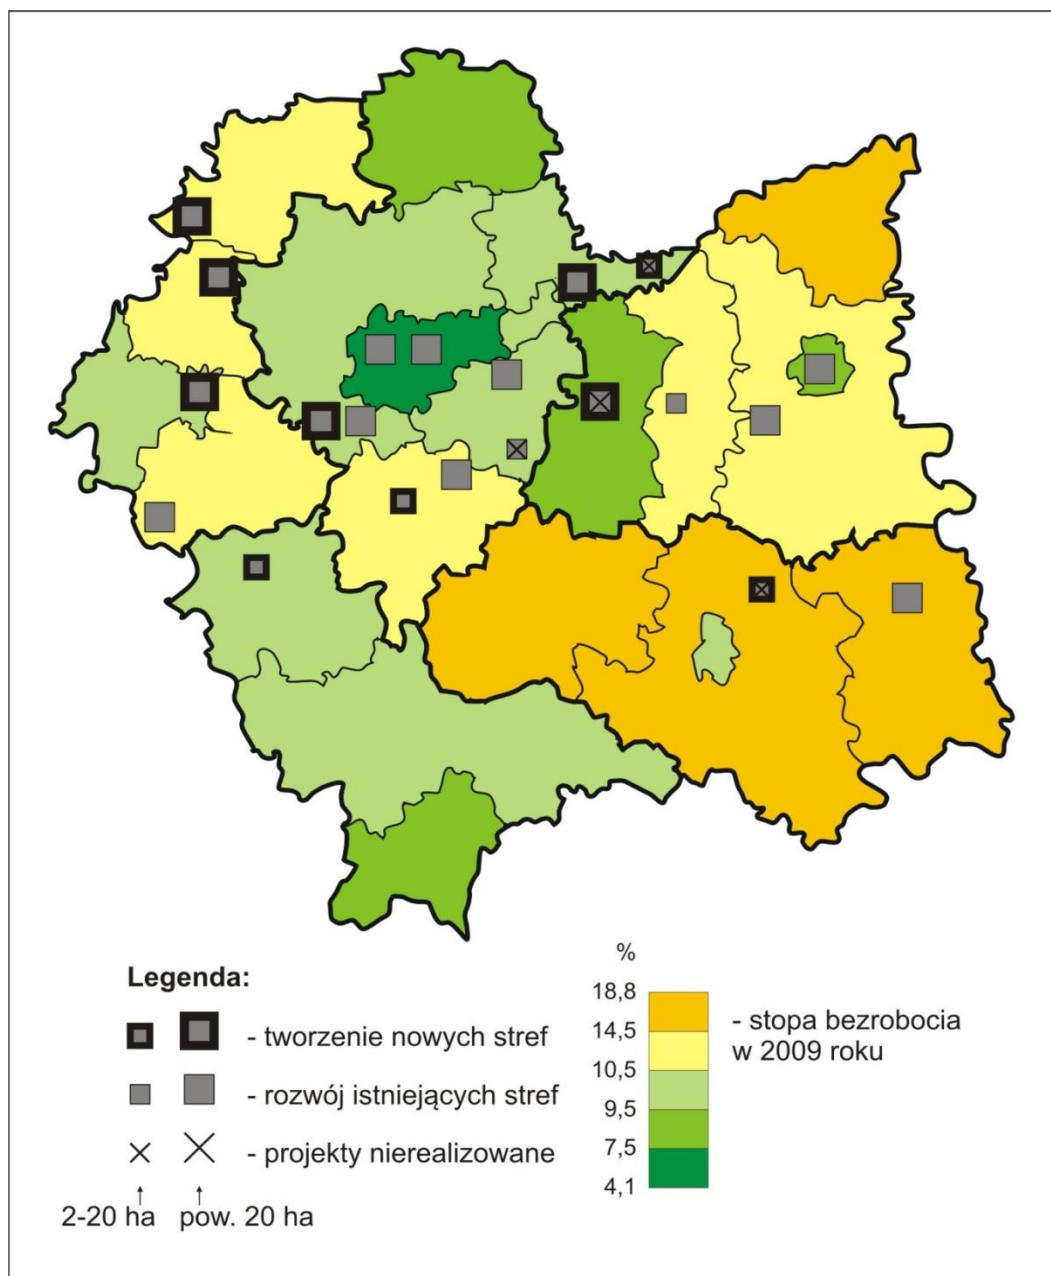 Legenda:
- tworzenie nowych stref
- rozwój istniejących stref
- projekty nierealizowane
2-20 ha pow. 20 ha
%
18,8
14,5
10,5
9,5
7,5
4,1
- stopa bezrobocia
w 2009 roku